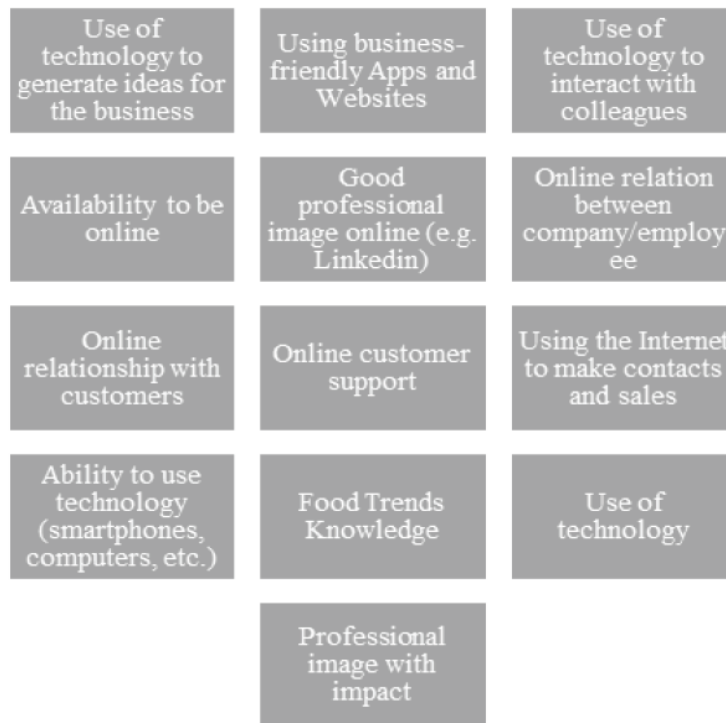 Use of
technology to
generate ideas for
the business
Using business-
friendly Apps and
Websites
Use of
technology to
interact with
colleagues
Availability to be
online
Good
professional
image online (e.g.
Linkedin)
Online relation
between
company/employ
ee
Online
relationship with
customers
Online customer
support
Using the Internet
to make contacts
and sales
Ability to use
technology
(smartphones,
computers, etc.)
Food Trends
Knowledge
Use of
technology
Professional
image with
impact